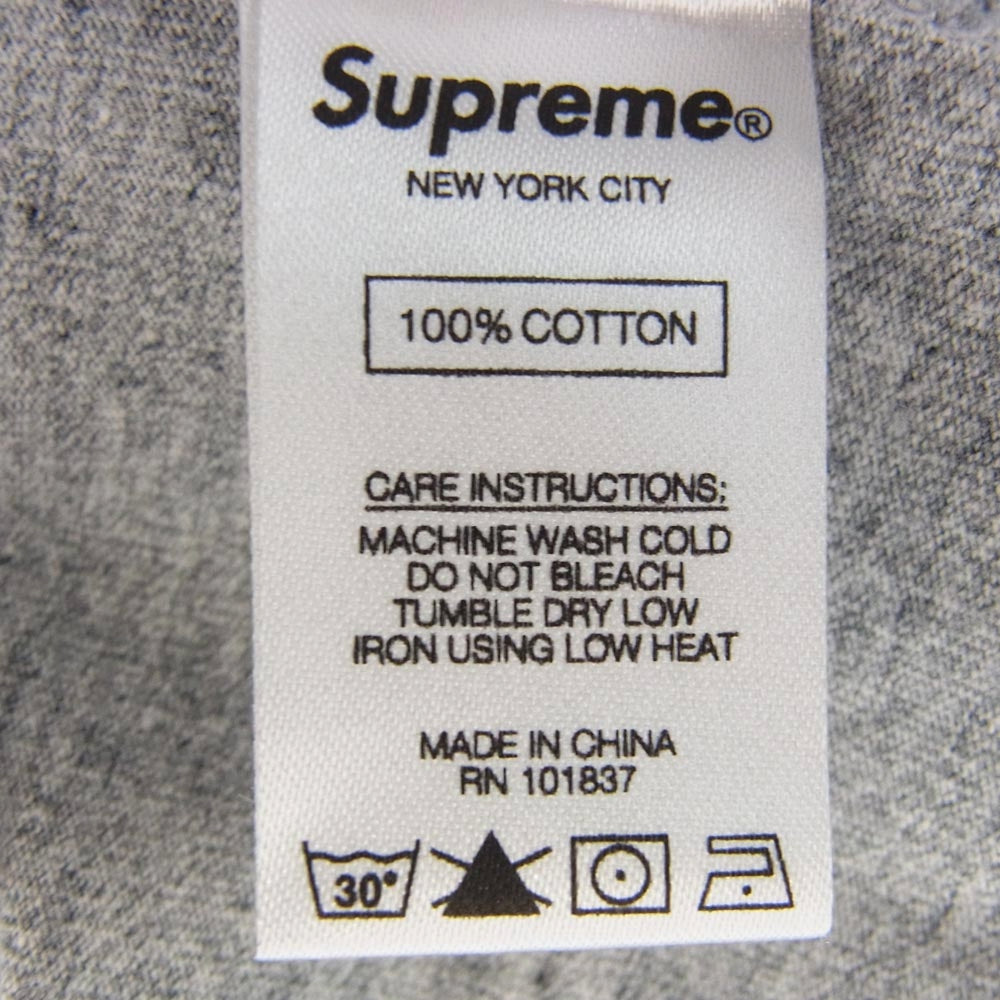 Supreme®
NEW YORK CITY
100% COTTON
CARE INSTRUCTIONS:
MACHINE WASH COLD
DO NOT BLEACH
TUMBLE DRY LOW
IRON USING LOW HEAT
MADE IN CHINA
RN 101837
30°